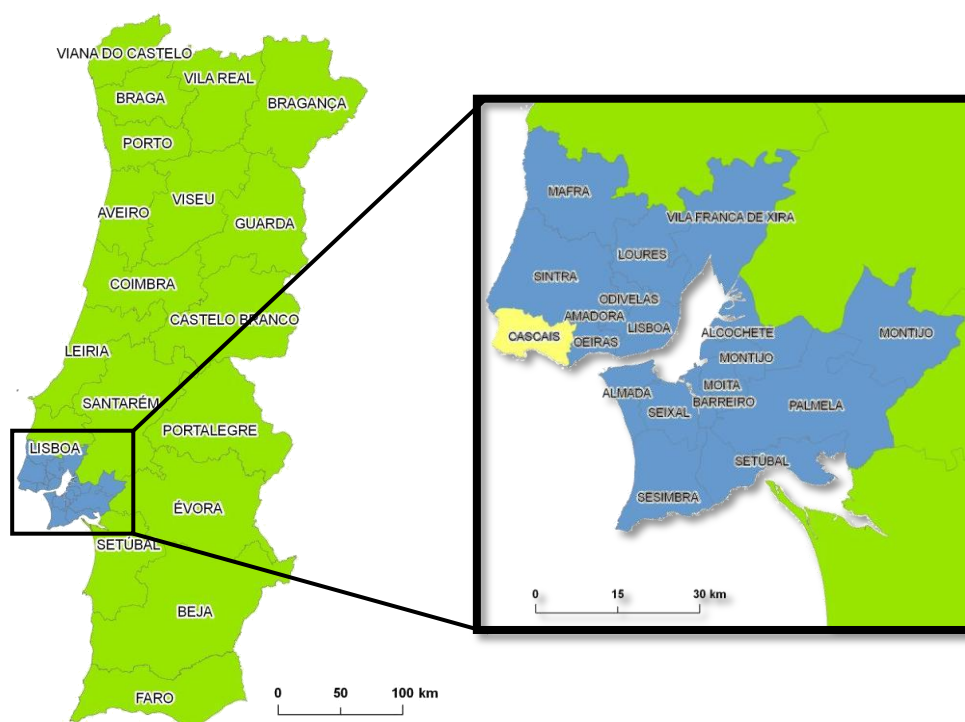 VIANA DO CASTELO
VILA REAL
BRAGA
BRAGANÇA
PORTO
VISEU
AVEIRO
GUARDA
COIMBRA
CASTELO BRANCO
LEIRIA
SANTARÉM
PORTALEGRE
LISBOA
ÉVORA
SETÚBAL
BEJA
FARO
0 50 100 km
MAFRA
VILA FRANCA DE XIRA
LOURES
SINTRA
ODIVELAS
AMADORA
LISBOA
CASCAIS
OEIRAS
ALCOCHETE
MONTIJO
MONTIJO
ALMADA
MOITA
BARREIRO
SEIXAL
PALMELA
SETÚBAL
SESIMBRA
0 15 30 km